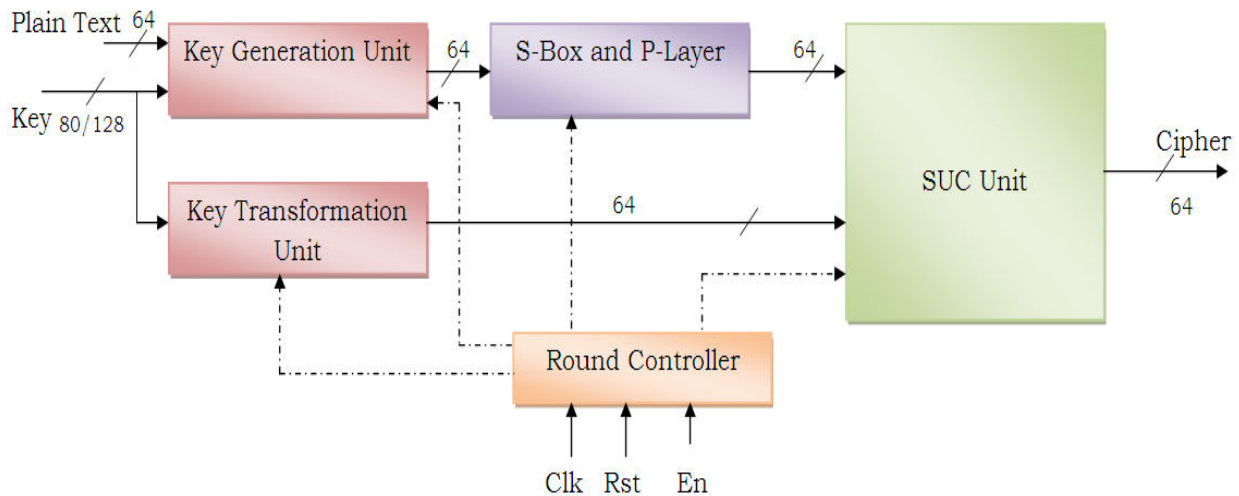 Plain Text
64
Key
80/128
Key Generation Unit
64
S-Box and P-Layer
64
SUC Unit
Cipher
64
Key Transformation
Unit
64
Round Controller
Clk
Rst
En